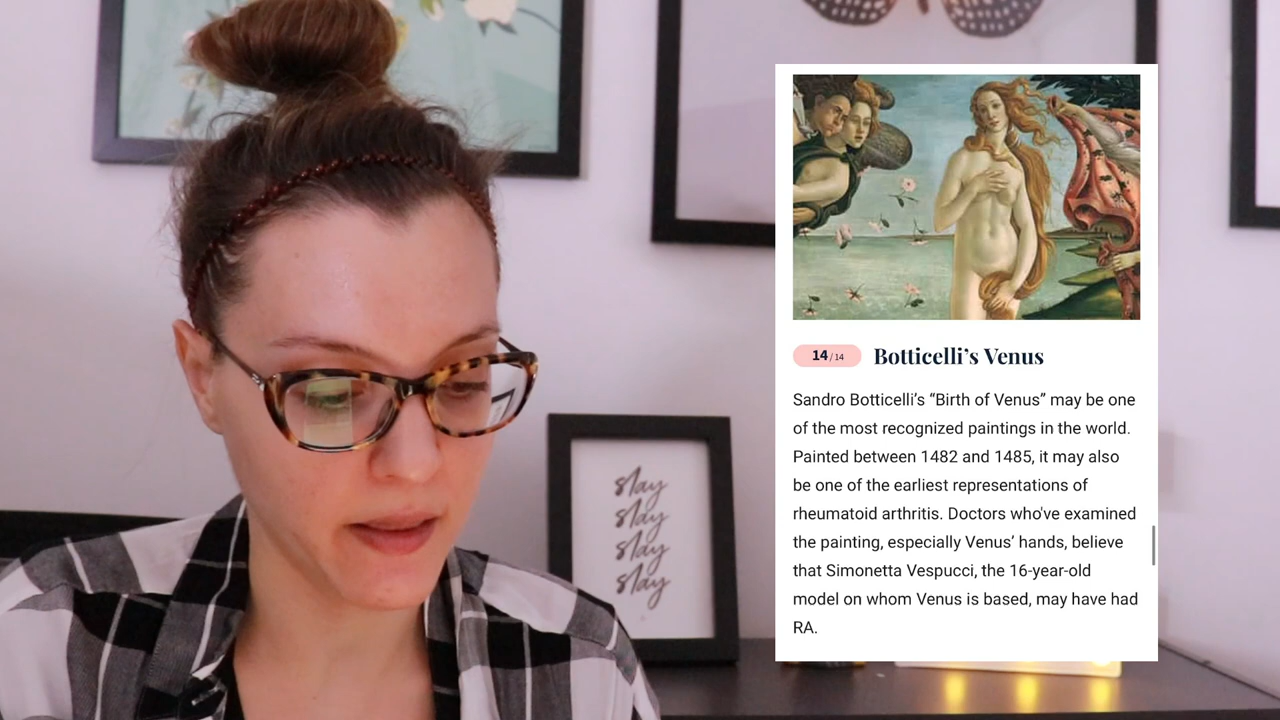 slay
slay
slay
slay
14/14 Botticelli’s Venus
Sandro Botticelli’s “Birth of Venus” may be one
of the most recognized paintings in the world.
Painted between 1482 and 1485, it may also
be one of the earliest representations of
rheumatoid arthritis. Doctors who've examined
the painting, especially Venus’ hands, believe
that Simonetta Vespucci, the 16-year-old
model on whom Venus is based, may have had
RA.